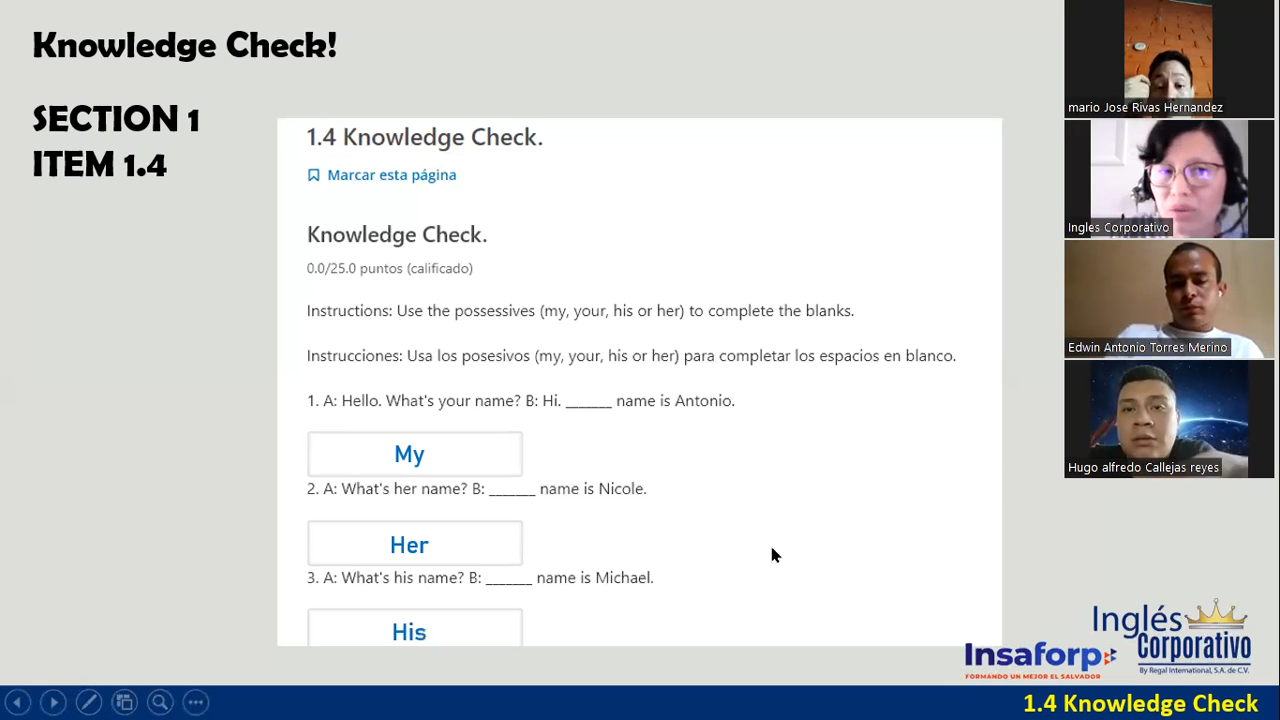 Knowledge Check!
SECTION 1
ITEM 1.4
1.4 Knowledge Check.
Marcar esta página
Knowledge Check.
0.0/25.0 puntos (calificado)
Instructions: Use the possessives (my, your, his or her) to complete the blanks.
Instrucciones: Usa los posesivos (my, your, his or her) para completar los espacios en blanco.
1. A: Hello. What's your name? B: Hi. _______ name is Antonio.
My
2. A: What's her name? B: _______ name is Nicole.
Her
3. A: What's his name? B: _______ name is Michael.
His
mario Jose Rivas Hernandez
Ingles Corporativo
Edwin Antonio Torres Merino
Hugo alfredo Callejas reyes
Insaforp
FORMANDO UN MEJOR EL SALVADOR
Inglés
Corporativo
By Regal International, S.A. de C.V.
1.4 Knowledge Check